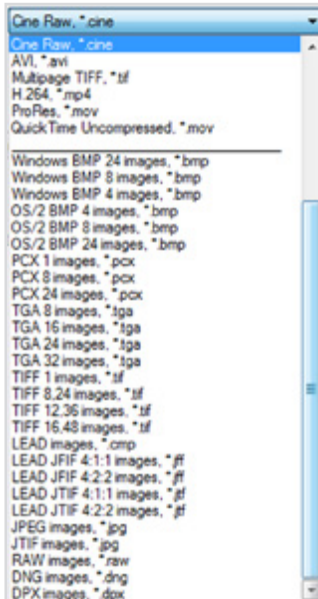 Cine Raw, *.cine
Cine Raw, *.cine
AVI, *.avi
Multipage TIFF, *.tif
H.264, *.mp4
ProRes, *.mov
QuickTime Uncompressed, *.mov
Windows BMP 24 images, *.bmp
Windows BMP 8 images, *.bmp
Windows BMP 4 images, *.bmp
OS/2 BMP 4 images, *.bmp
OS/2 BMP 8 images, *.bmp
OS/2 BMP 24 images, *.bmp
PCX 1 images, *.pcx
PCX 8 images, *.pcx
PCX 24 images, *.pcx
TGA 8 images, *.tga
TGA 16 images, *.tga
TGA 24 images, *.tga
TGA 32 images, *.tga
TIFF 1 images, *.tif
TIFF 8,24 images, *.tif
TIFF 12,36 images, *.tif
TIFF 16,48 images, *.tif
LEAD images, *.cmp
LEAD JFIF 4:1:1 images, *.jff
LEAD JFIF 4:2:2 images, *.jff
LEAD JTIF 4:1:1 images, *.jtf
LEAD JTIF 4:2:2 images, *.jtf
JPEG images, *.jpg
JTIF images, *.jpg
RAW images, *.raw
DNG images, *.dng
DPX images, *.dpx